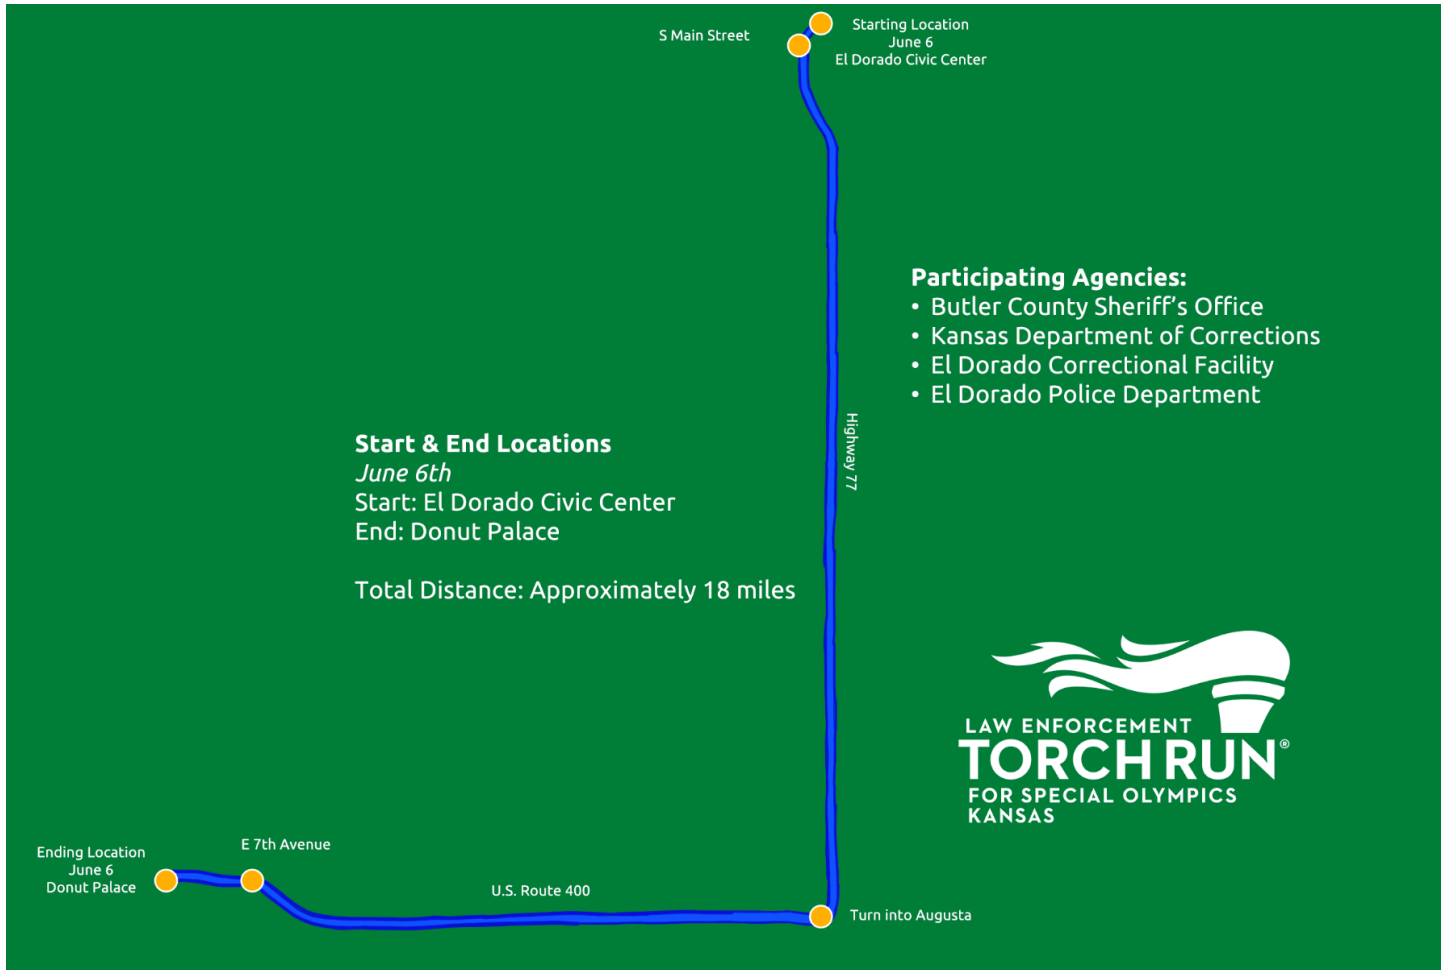 S Main Street
Starting Location
June 6
El Dorado Civic Center
Participating Agencies:
• Butler County Sheriff's Office
• Kansas Department of Corrections
• El Dorado Correctional Facility
• El Dorado Police Department
Highway 77
Start & End Locations
June 6th
Start: El Dorado Civic Center
End: Donut Palace
Total Distance: Approximately 18 miles
LAW ENFORCEMENT
TORCH RUN®
FOR SPECIAL OLYMPICS
KANSAS
E 7th Avenue
Ending Location
June 6
Donut Palace
U.S. Route 400
Turn into Augusta